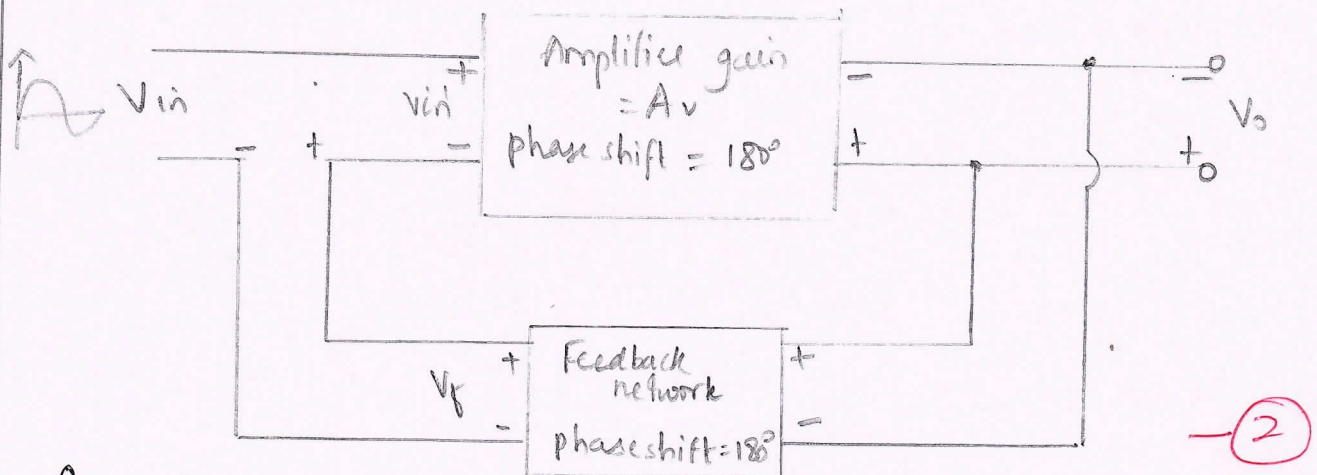 Amplifier gain
= Av
phase shift = 180°
Vin
+
vin
-
-
+
-
+
-
+
Vo
Vf
+
-
Feedback
network
phase shift = 180°
+
-
- 2